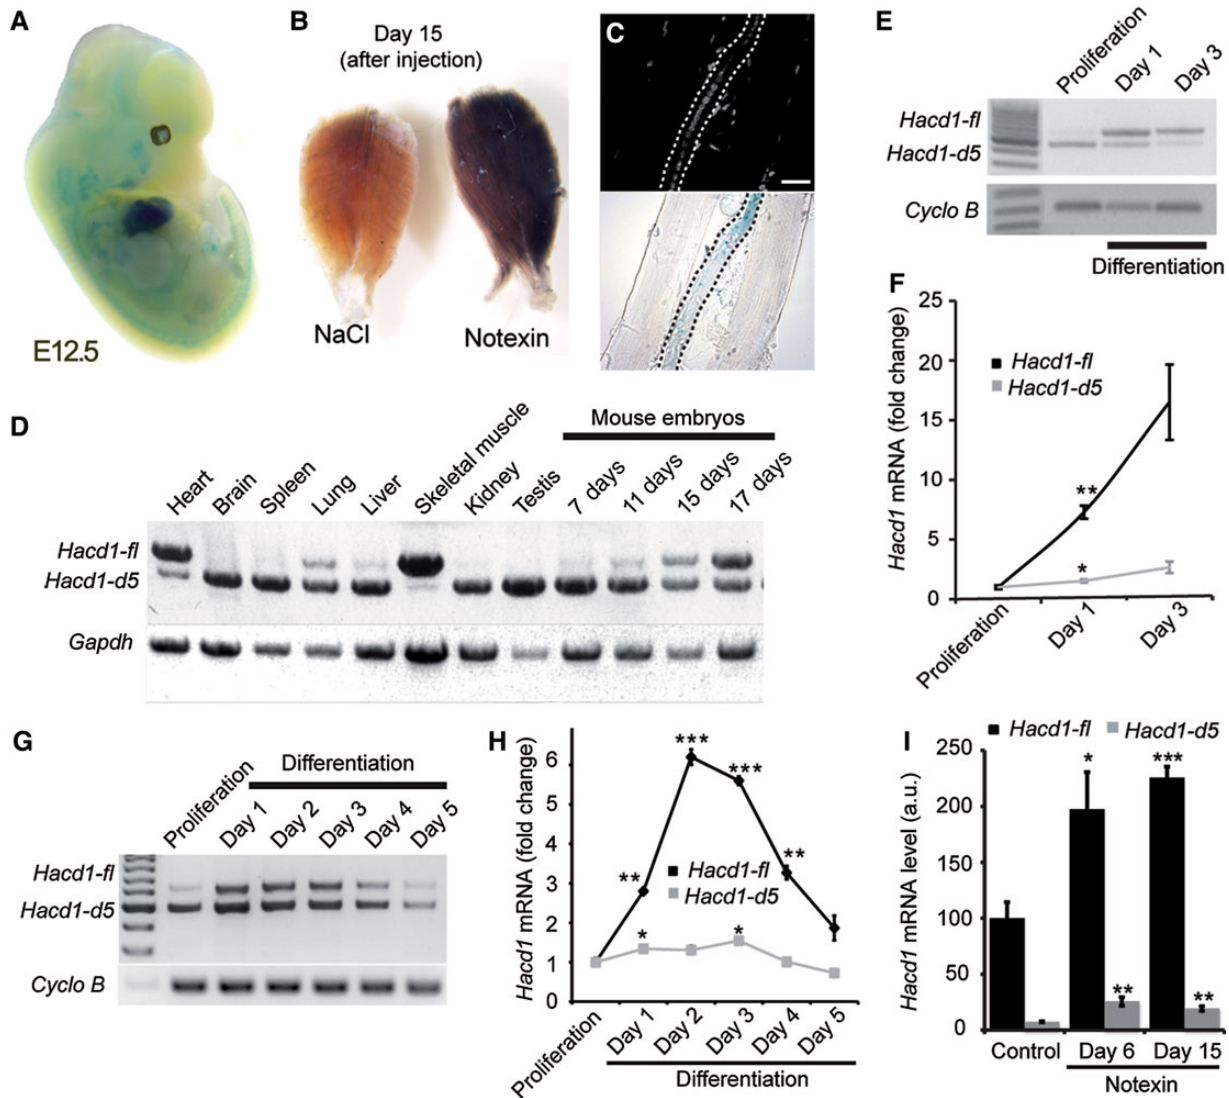 A
E12.5
B
Day 15
(after injection)
NaCl
Notexin
C
D
Heart
Brain
Spleen
Lung
Liver
Skeletal muscle
Kidney
Testis
Mouse embryos
7 days
11 days
15 days
17 days
Hacd1-fl
Hacd1-d5
Gapdh
E
Proliferation
Day 1
Day 3
Hacd1-fl
Hacd1-d5
Cyclo B
Differentiation
F
Hacd1 mRNA (fold change)
25
20
15
10
5
0
Hacd1-fl
Hacd1-d5
**
*
Proliferation
Day 1
Day 3
G
Differentiation
Proliferation
Day 1
Day 2
Day 3
Day 4
Day 5
Hacd1-fl
Hacd1-d5
Cyclo B
H
Hacd1 mRNA (fold change)
6
5
4
3
2
1
0
***
***
**
**
*
*
Hacd1-fl
Hacd1-d5
Proliferation
Day 1
Day 2
Day 3
Day 4
Day 5
Differentiation
I
Hacd1-fl
Hacd1-d5
Hacd1 mRNA level (a.u.)
250
200
150
100
50
0
*
***
**
**
Control
Day 6
Day 15
Notexin